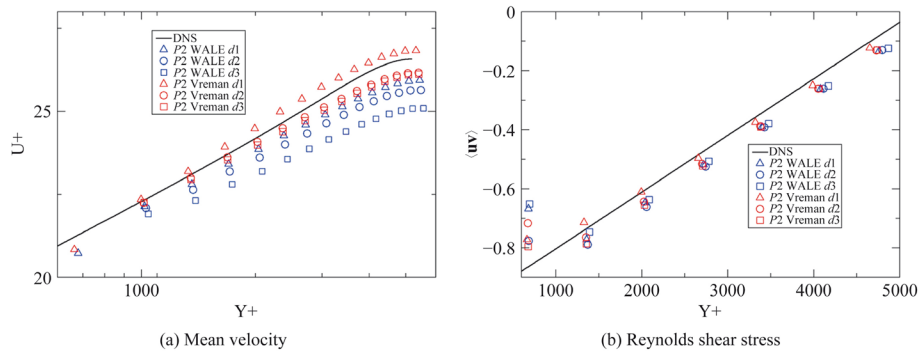 DNS
P2 WALE d1
P2 WALE d2
P2 WALE d3
P2 Vreman d1
P2 Vreman d2
P2 Vreman d3
25
20
U+
1000
Y+
(a) Mean velocity
0
−0.2
−0.4
−0.6
−0.8
⟨uv⟩
DNS
P2 WALE d1
P2 WALE d2
P2 WALE d3
P2 Vreman d1
P2 Vreman d2
P2 Vreman d3
1000 2000 3000 4000 5000
Y+
(b) Reynolds shear stress